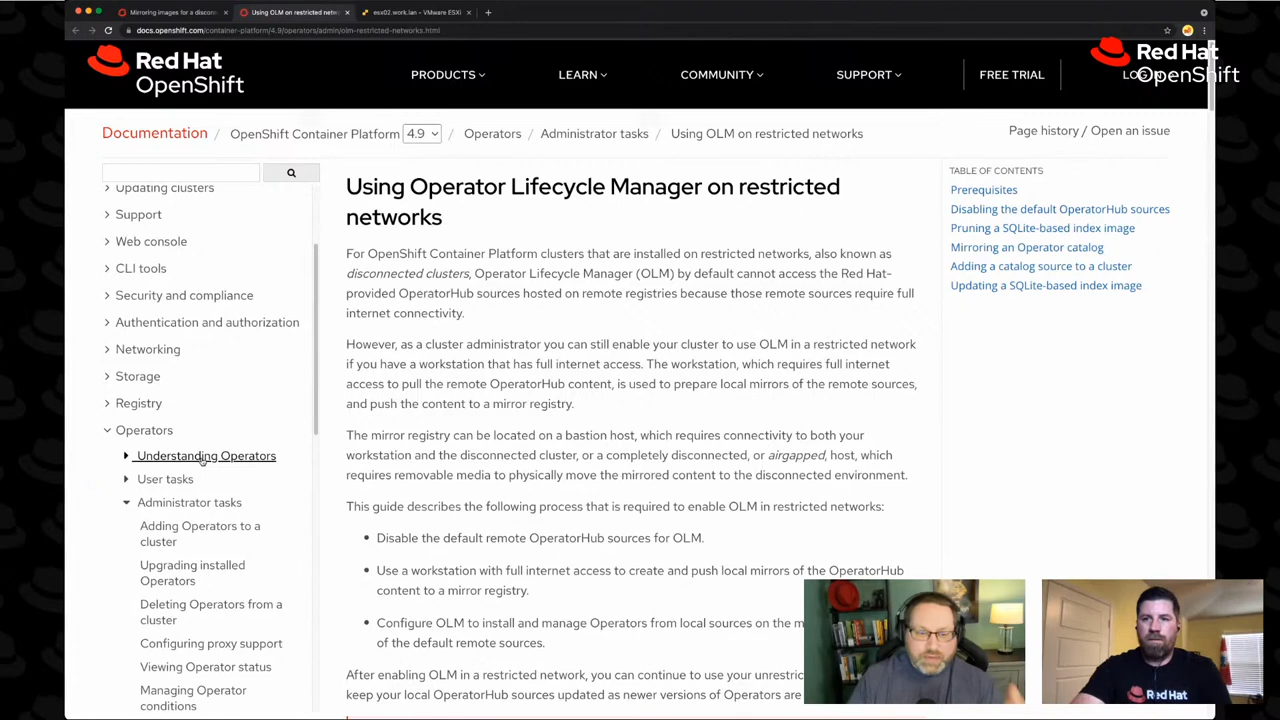 Mirroring images for a discon
Using OLM on restricted netw
esx02.work.lan – VMware ESXi
docs.openshift.com/container-platform/4.9/operators/admin/olm-restricted-networks.html
Red Hat
OpenShift
PRODUCTS
LEARN
COMMUNITY
SUPPORT
FREE TRIAL
LOG IN
Red Hat
OpenShift
Documentation / OpenShift Container Platform 4.9 / Operators / Administrator tasks / Using OLM on restricted networks
Page history / Open an issue
Updating clusters
Support
Web console
CLI tools
Security and compliance
Authentication and authorization
Networking
Storage
Registry
Operators
Understanding Operators
User tasks
Administrator tasks
Adding Operators to a
cluster
Upgrading installed
Operators
Deleting Operators from a
cluster
Configuring proxy support
Viewing Operator status
Managing Operator
conditions
Using Operator Lifecycle Manager on restricted
networks
For OpenShift Container Platform clusters that are installed on restricted networks, also known as
disconnected clusters, Operator Lifecycle Manager (OLM) by default cannot access the Red Hat-
provided OperatorHub sources hosted on remote registries because those remote sources require full
internet connectivity.
However, as a cluster administrator you can still enable your cluster to use OLM in a restricted network
if you have a workstation that has full internet access. The workstation, which requires full internet
access to pull the remote OperatorHub content, is used to prepare local mirrors of the remote sources,
and push the content to a mirror registry.
The mirror registry can be located on a bastion host, which requires connectivity to both your
workstation and the disconnected cluster, or a completely disconnected, or airgapped, host, which
requires removable media to physically move the mirrored content to the disconnected environment.
This guide describes the following process that is required to enable OLM in restricted networks:
• Disable the default remote OperatorHub sources for OLM.
• Use a workstation with full internet access to create and push local mirrors of the OperatorHub
content to a mirror registry.
• Configure OLM to install and manage Operators from local sources on the m
of the default remote sources.
After enabling OLM in a restricted network, you can continue to use your unrestric
keep your local OperatorHub sources updated as newer versions of Operators are
TABLE OF CONTENTS
Prerequisites
Disabling the default OperatorHub sources
Pruning a SQLite-based index image
Mirroring an Operator catalog
Adding a catalog source to a cluster
Updating a SQLite-based index image
Red Hat